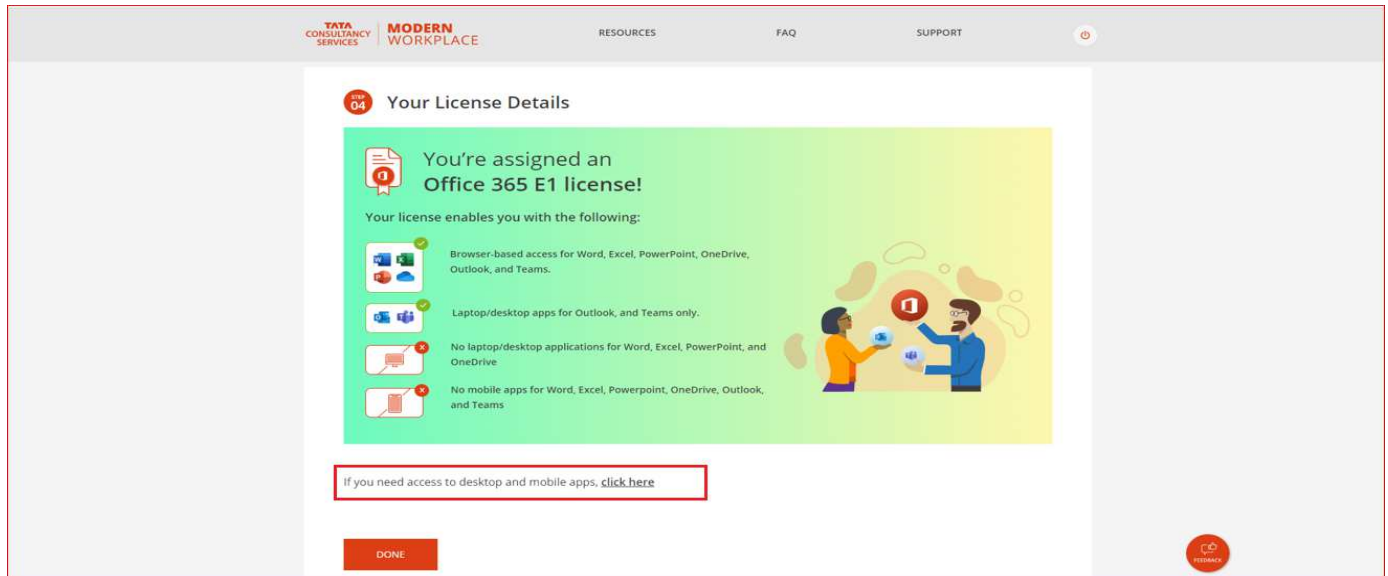 TATA
CONSULTANCY
SERVICES
MODERN
WORKPLACE
RESOURCES
FAQ
SUPPORT
STEP
04
Your License Details
You're assigned an
Office 365 E1 license!
Your license enables you with the following:
Browser-based access for Word, Excel, PowerPoint, OneDrive,
Outlook, and Teams.
Laptop/desktop apps for Outlook, and Teams only.
No laptop/desktop applications for Word, Excel, PowerPoint, and
OneDrive
No mobile apps for Word, Excel, Powerpoint, OneDrive, Outlook,
and Teams
If you need access to desktop and mobile apps, click here
DONE
FEEDBACK